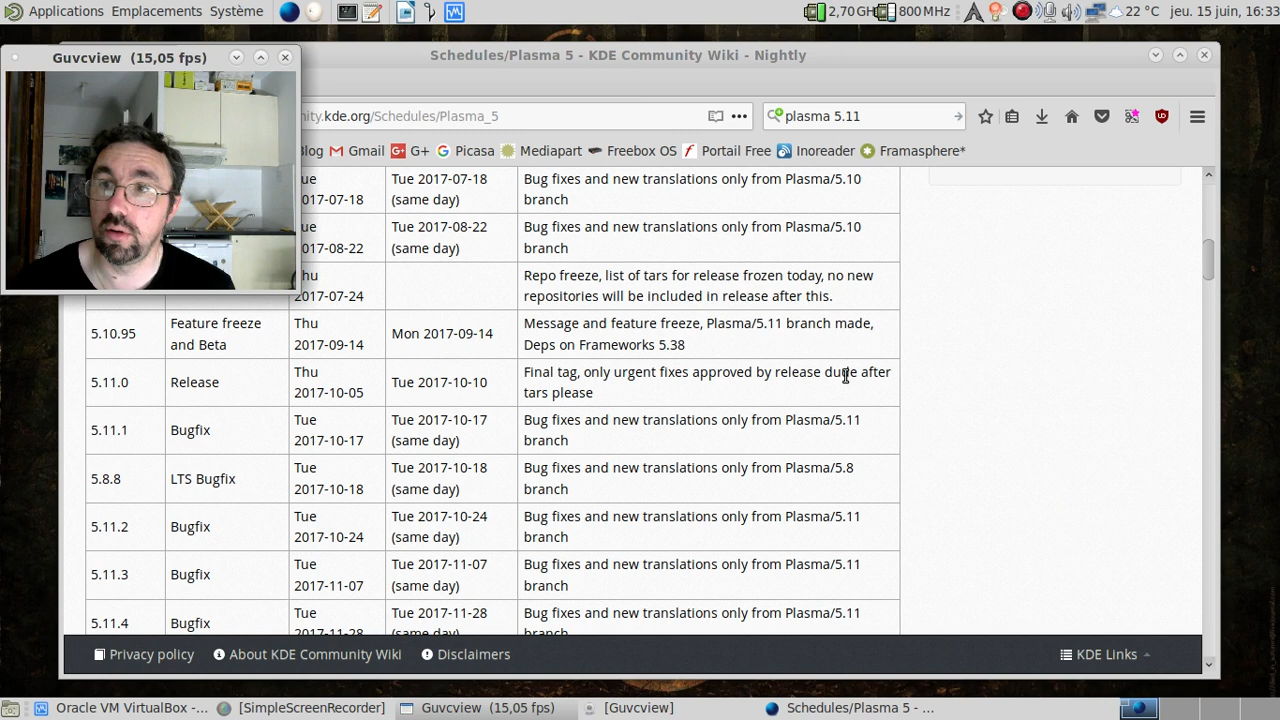 Applications Emplacements Système
2,70 GHz
800 MHz
22 °C
jeu. 15 juin, 16:33
Guvcview (15,05 fps)
Schedules/Plasma 5 - KDE Community Wiki - Nightly
nity.kde.org/Schedules/Plasma_5
plasma 5.11
Blog Gmail G+ Picasa Mediapart Freebox OS Portail Free Inoreader Framasphere*
Tue 2017-07-18
2017-07-18
(same day)
Bug fixes and new translations only from Plasma/5.10
branch
Tue 2017-08-22
2017-08-22
(same day)
Bug fixes and new translations only from Plasma/5.10
branch
2017-07-24
Repo freeze, list of tars for release frozen today, no new
repositories will be included in release after this.
5.10.95
Feature freeze
and Beta
Thu
2017-09-14
Mon 2017-09-14
Message and feature freeze, Plasma/5.11 branch made,
Deps on Frameworks 5.38
5.11.0
Release
Thu
2017-10-05
Tue 2017-10-10
Final tag, only urgent fixes approved by release dude after
tars please
5.11.1
Bugfix
Tue
2017-10-17
Tue 2017-10-17
(same day)
Bug fixes and new translations only from Plasma/5.11
branch
5.8.8
LTS Bugfix
Tue
2017-10-18
Tue 2017-10-18
(same day)
Bug fixes and new translations only from Plasma/5.8
branch
5.11.2
Bugfix
Tue
2017-10-24
Tue 2017-10-24
(same day)
Bug fixes and new translations only from Plasma/5.11
branch
5.11.3
Bugfix
Tue
2017-11-07
Tue 2017-11-07
(same day)
Bug fixes and new translations only from Plasma/5.11
branch
5.11.4
Bugfix
Tue
2017-11-28
Tue 2017-11-28
(same day)
Bug fixes and new translations only from Plasma/5.11
branch
Privacy policy About KDE Community Wiki Disclaimers KDE Links
Oracle VM VirtualBox -... [SimpleScreenRecorder] Guvcview (15,05 fps) [Guvcview] Schedules/Plasma 5 - ...